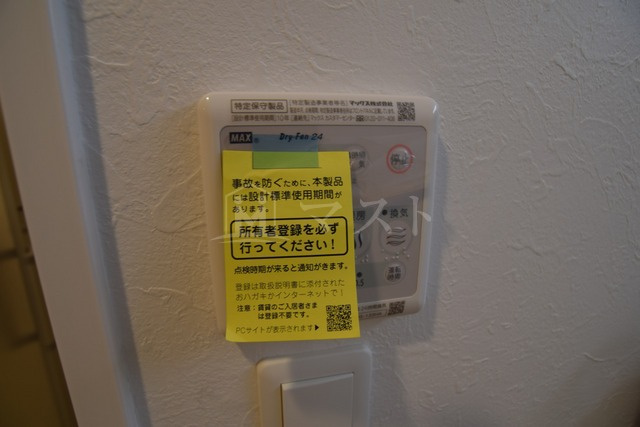 特定保守製品
マックス株式会社
MAX
Dry Fan 24
停止
換気
事故を防ぐために、本製品
には設計標準使用期間が
あります。
所有者登録を必ず
行ってください！
点検時期が来ると通知がきます。
登録は取扱説明書に添付された
おハガキかインターネットで！
注意：賃貸のご入居者さま
は登録不要です。
PCサイトが表示されます▶
マスト